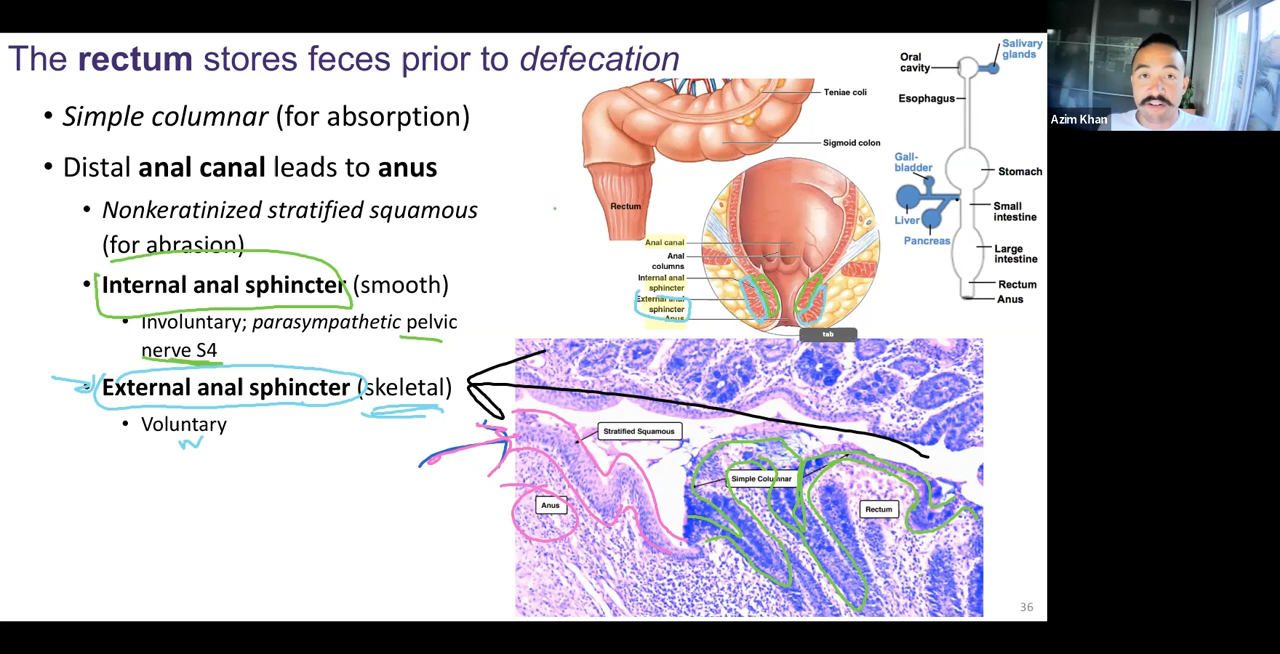 The rectum stores feces prior to defecation
• Simple columnar (for absorption)
• Distal anal canal leads to anus
• Nonkeratinized stratified squamous
(for abrasion)
• Internal anal sphincter (smooth)
• Involuntary; parasympathetic pelvic
nerve S4
• External anal sphincter (skeletal)
• Voluntary
Teniae coli
Sigmoid colon
Rectum
Anal canal
Anal
columns
Internal anal
sphincter
External anal
sphincter
Anus
tab
Oral
cavity
Salivary
glands
Esophagus
Gall-
bladder
Stomach
Liver
Small
intestine
Pancreas
Large
intestine
Rectum
Anus
Stratified Squamous
Simple Columnar
Anus
Rectum
36
Azim Khan